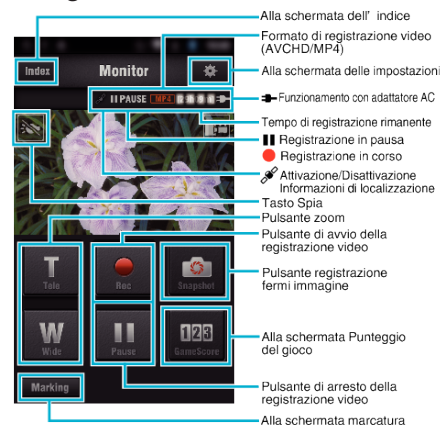 Alla schermata dell' indice
Formato di registrazione video
(AVCHD/MP4)
Index
Monitor
Alla schermata delle impostazioni
PAUSE
MP4
Funzionamento con adattatore AC
Tempo di registrazione rimanente
Registrazione in pausa
Registrazione in corso
Attivazione/Disattivazione
Informazioni di localizzazione
Tasto Spia
Pulsante zoom
Pulsante di avvio della
registrazione video
T
Tele
Rec
Snapshot
Pulsante registrazione
fermi immagine
W
Wide
Pause
123
GameScore
Alla schermata Punteggio
del gioco
Marking
Pulsante di arresto della
registrazione video
Alla schermata marcatura